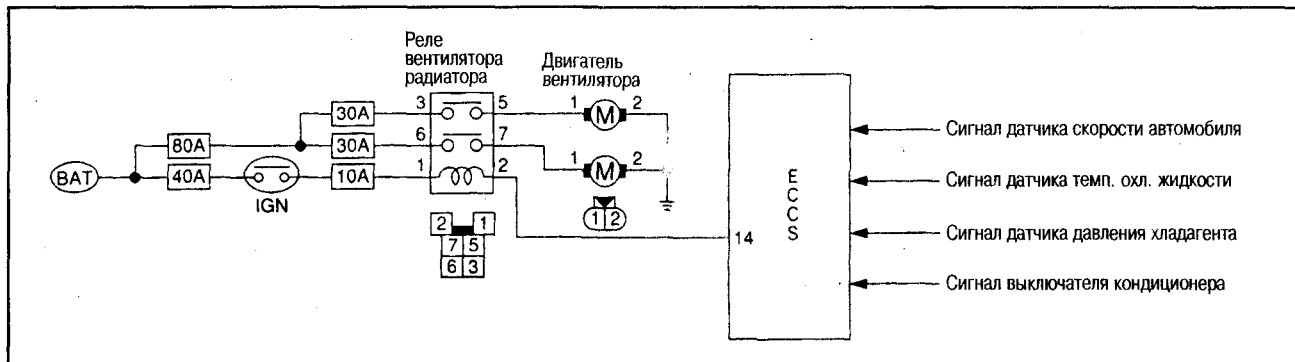 Реле
вентилятора
радиатора
Двигатель
вентилятора
3 5 1 M 2
30A
6 7
80A 30A
1 2 1 M 2
BAT 40A 10A
IGN
1 2
2 1
7 5
6 3
14
E
C
C
S
Сигнал датчика скорости автомобиля
Сигнал датчика темп. охл. жидкости
Сигнал датчика давления хладагента
Сигнал выключателя кондиционера